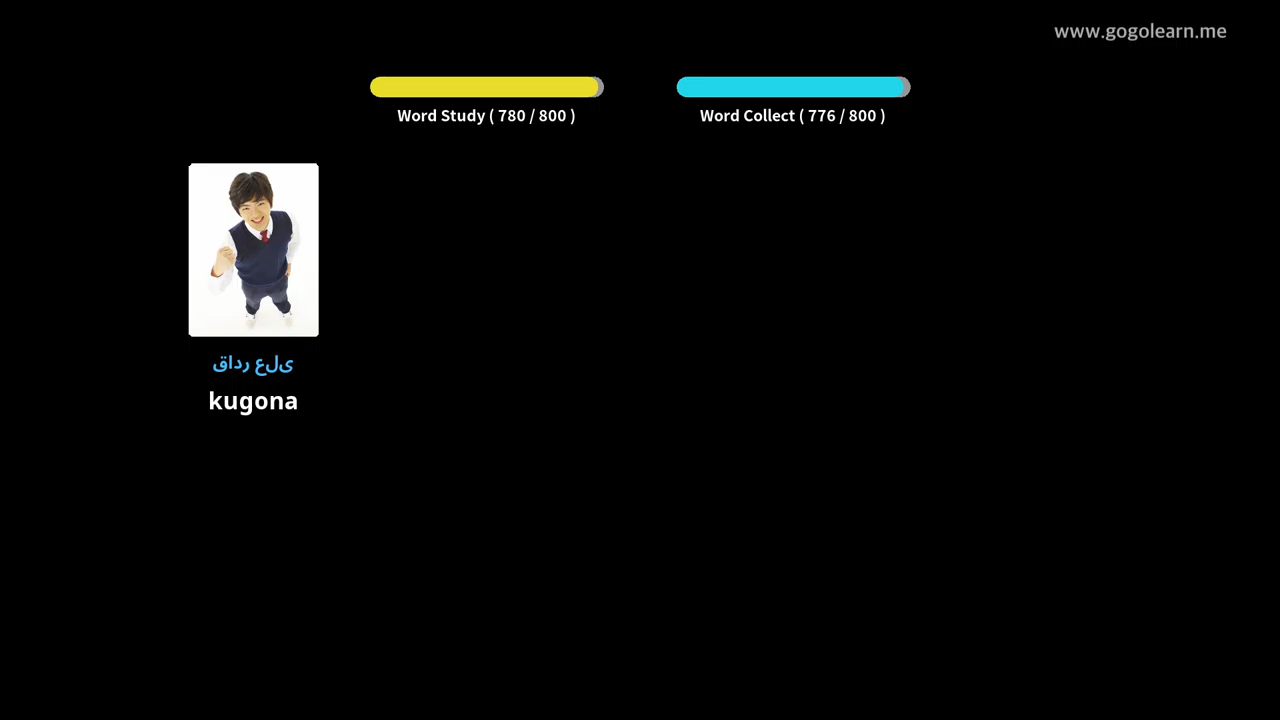 www.gogolearn.me
Word Study ( 780 / 800 )
Word Collect ( 776 / 800 )
ىلع رداق
kugona